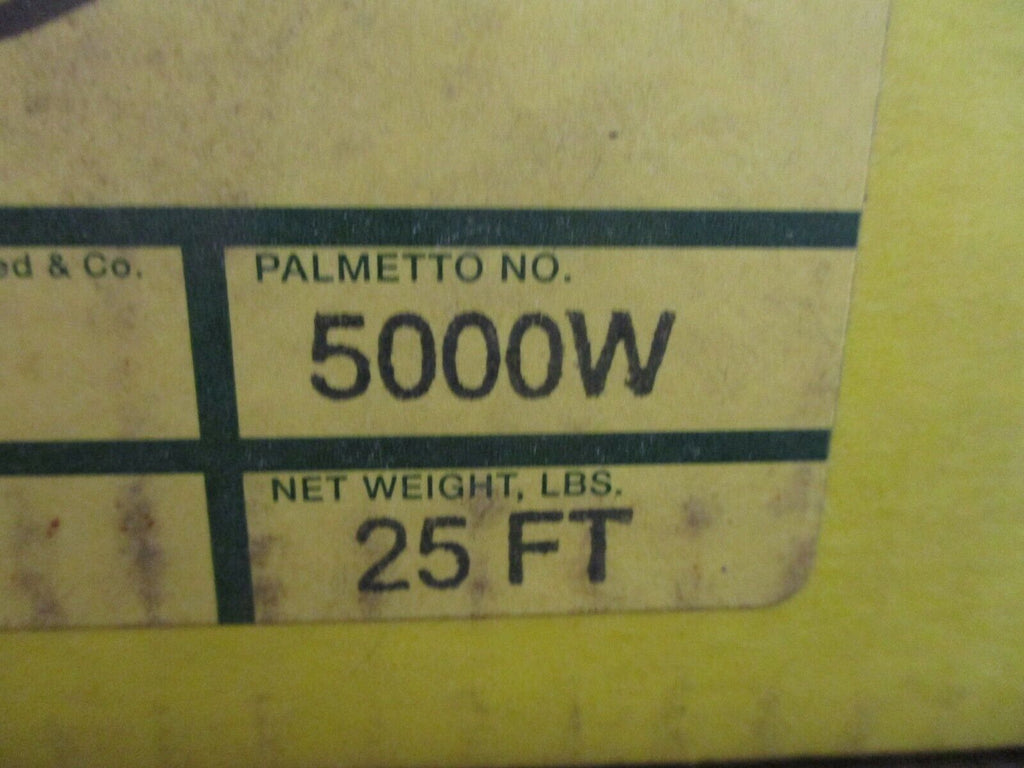 ed & Co.
PALMETTO NO.
5000W
NET WEIGHT, LBS.
25 FT